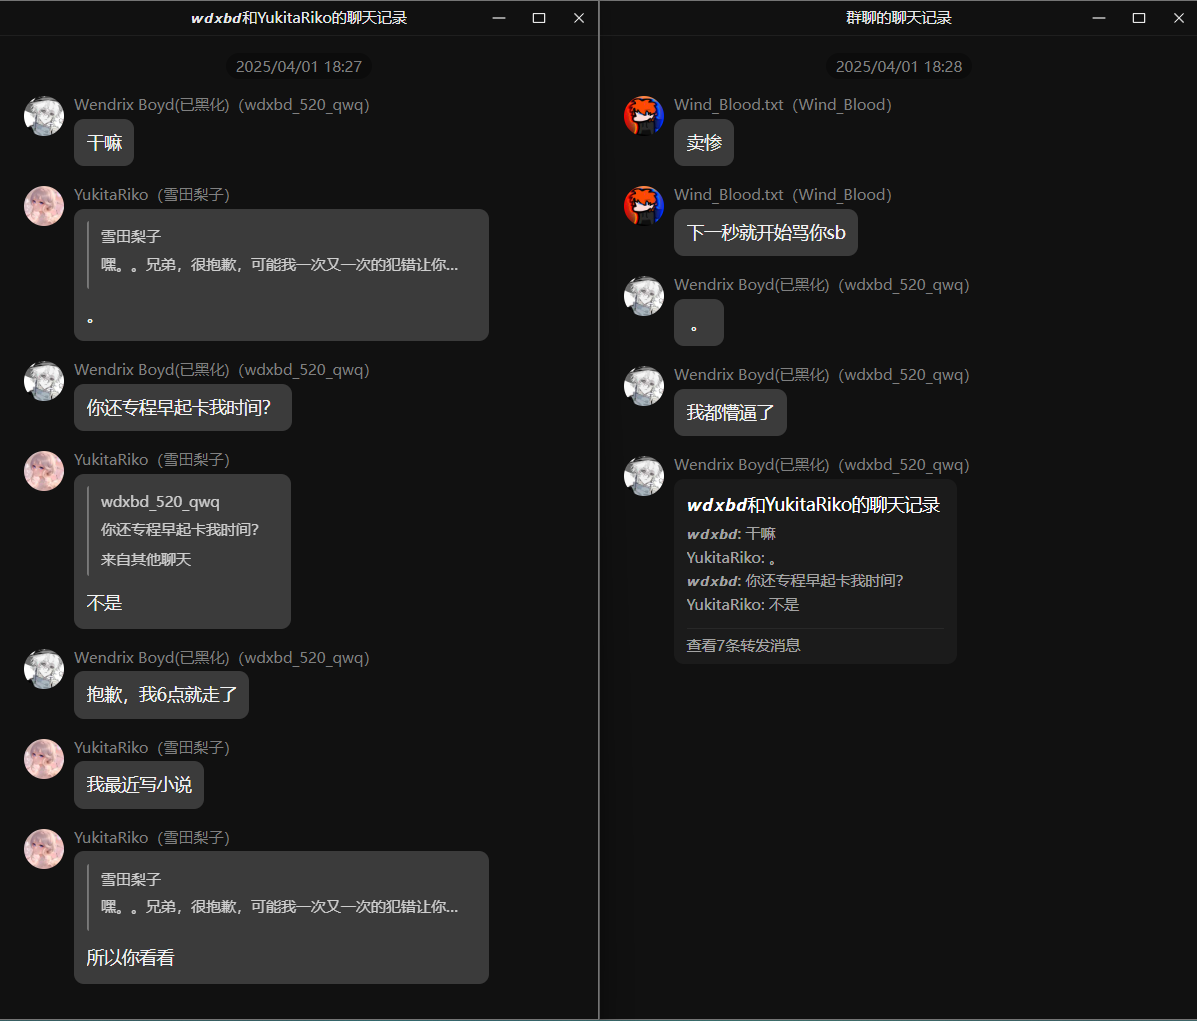 wdxbd和YukitaRiko的聊天记录
2025/04/01 18:27
Wendrix Boyd(已黑化)（wdxbd_520_qwq）
干嘛
YukitaRiko（雪田梨子）
雪田梨子
嘿。。兄弟，很抱歉，可能我一次又一次的犯错让你...
。
Wendrix Boyd(已黑化)（wdxbd_520_qwq）
你还专程早起卡我时间?
YukitaRiko（雪田梨子）
wdxbd_520_qwq
你还专程早起卡我时间?
来自其他聊天
不是
Wendrix Boyd(已黑化)（wdxbd_520_qwq）
抱歉，我6点就走了
YukitaRiko（雪田梨子）
我最近写小说
YukitaRiko（雪田梨子）
雪田梨子
嘿。。兄弟，很抱歉，可能我一次又一次的犯错让你...
所以你看看
群聊的聊天记录
2025/04/01 18:28
Wind_Blood.txt（Wind_Blood）
卖惨
Wind_Blood.txt（Wind_Blood）
下一秒就开始骂你sb
Wendrix Boyd(已黑化)（wdxbd_520_qwq）
。
Wendrix Boyd(已黑化)（wdxbd_520_qwq）
我都懵逼了
Wendrix Boyd(已黑化)（wdxbd_520_qwq）
wdxbd和YukitaRiko的聊天记录
wdxbd: 干嘛
YukitaRiko: 。
wdxbd: 你还专程早起卡我时间?
YukitaRiko: 不是
查看7条转发消息